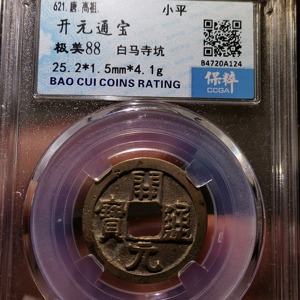 621.唐.高祖. 小平
开元通宝
极美88 白马寺坑
25.2*1.5mm*4.1g
BAO CUI COINS RATING
B4720A124
保粹
CCGA
開
寶 通
元